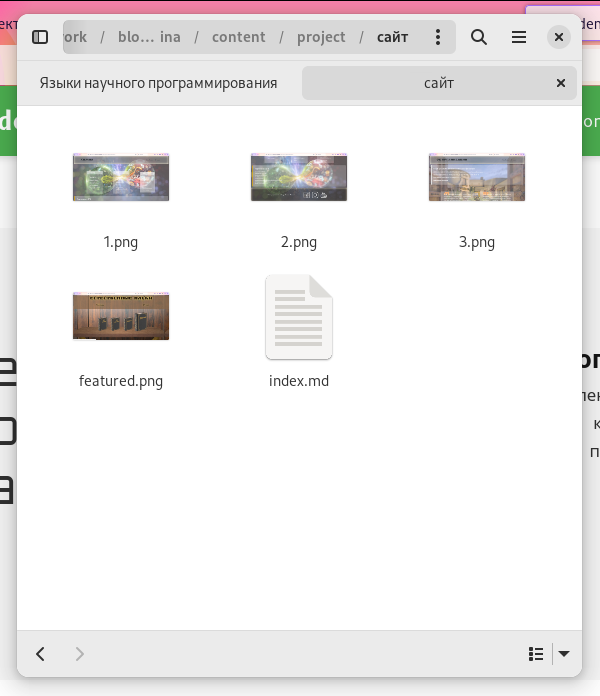 ork / blo… ina / content / project / сайт
Языки научного программирования
сайт
1.png
2.png
3.png
featured.png
index.md